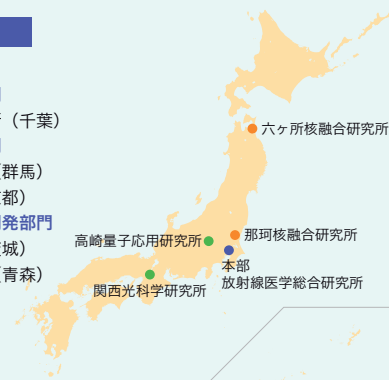 （千葉）
群馬）
都）
発部門
城）
青森）
六ヶ所核融合研究所
高崎量子応用研究所
那珂核融合研究所
本部
放射線医学総合研究所
関西光科学研究所